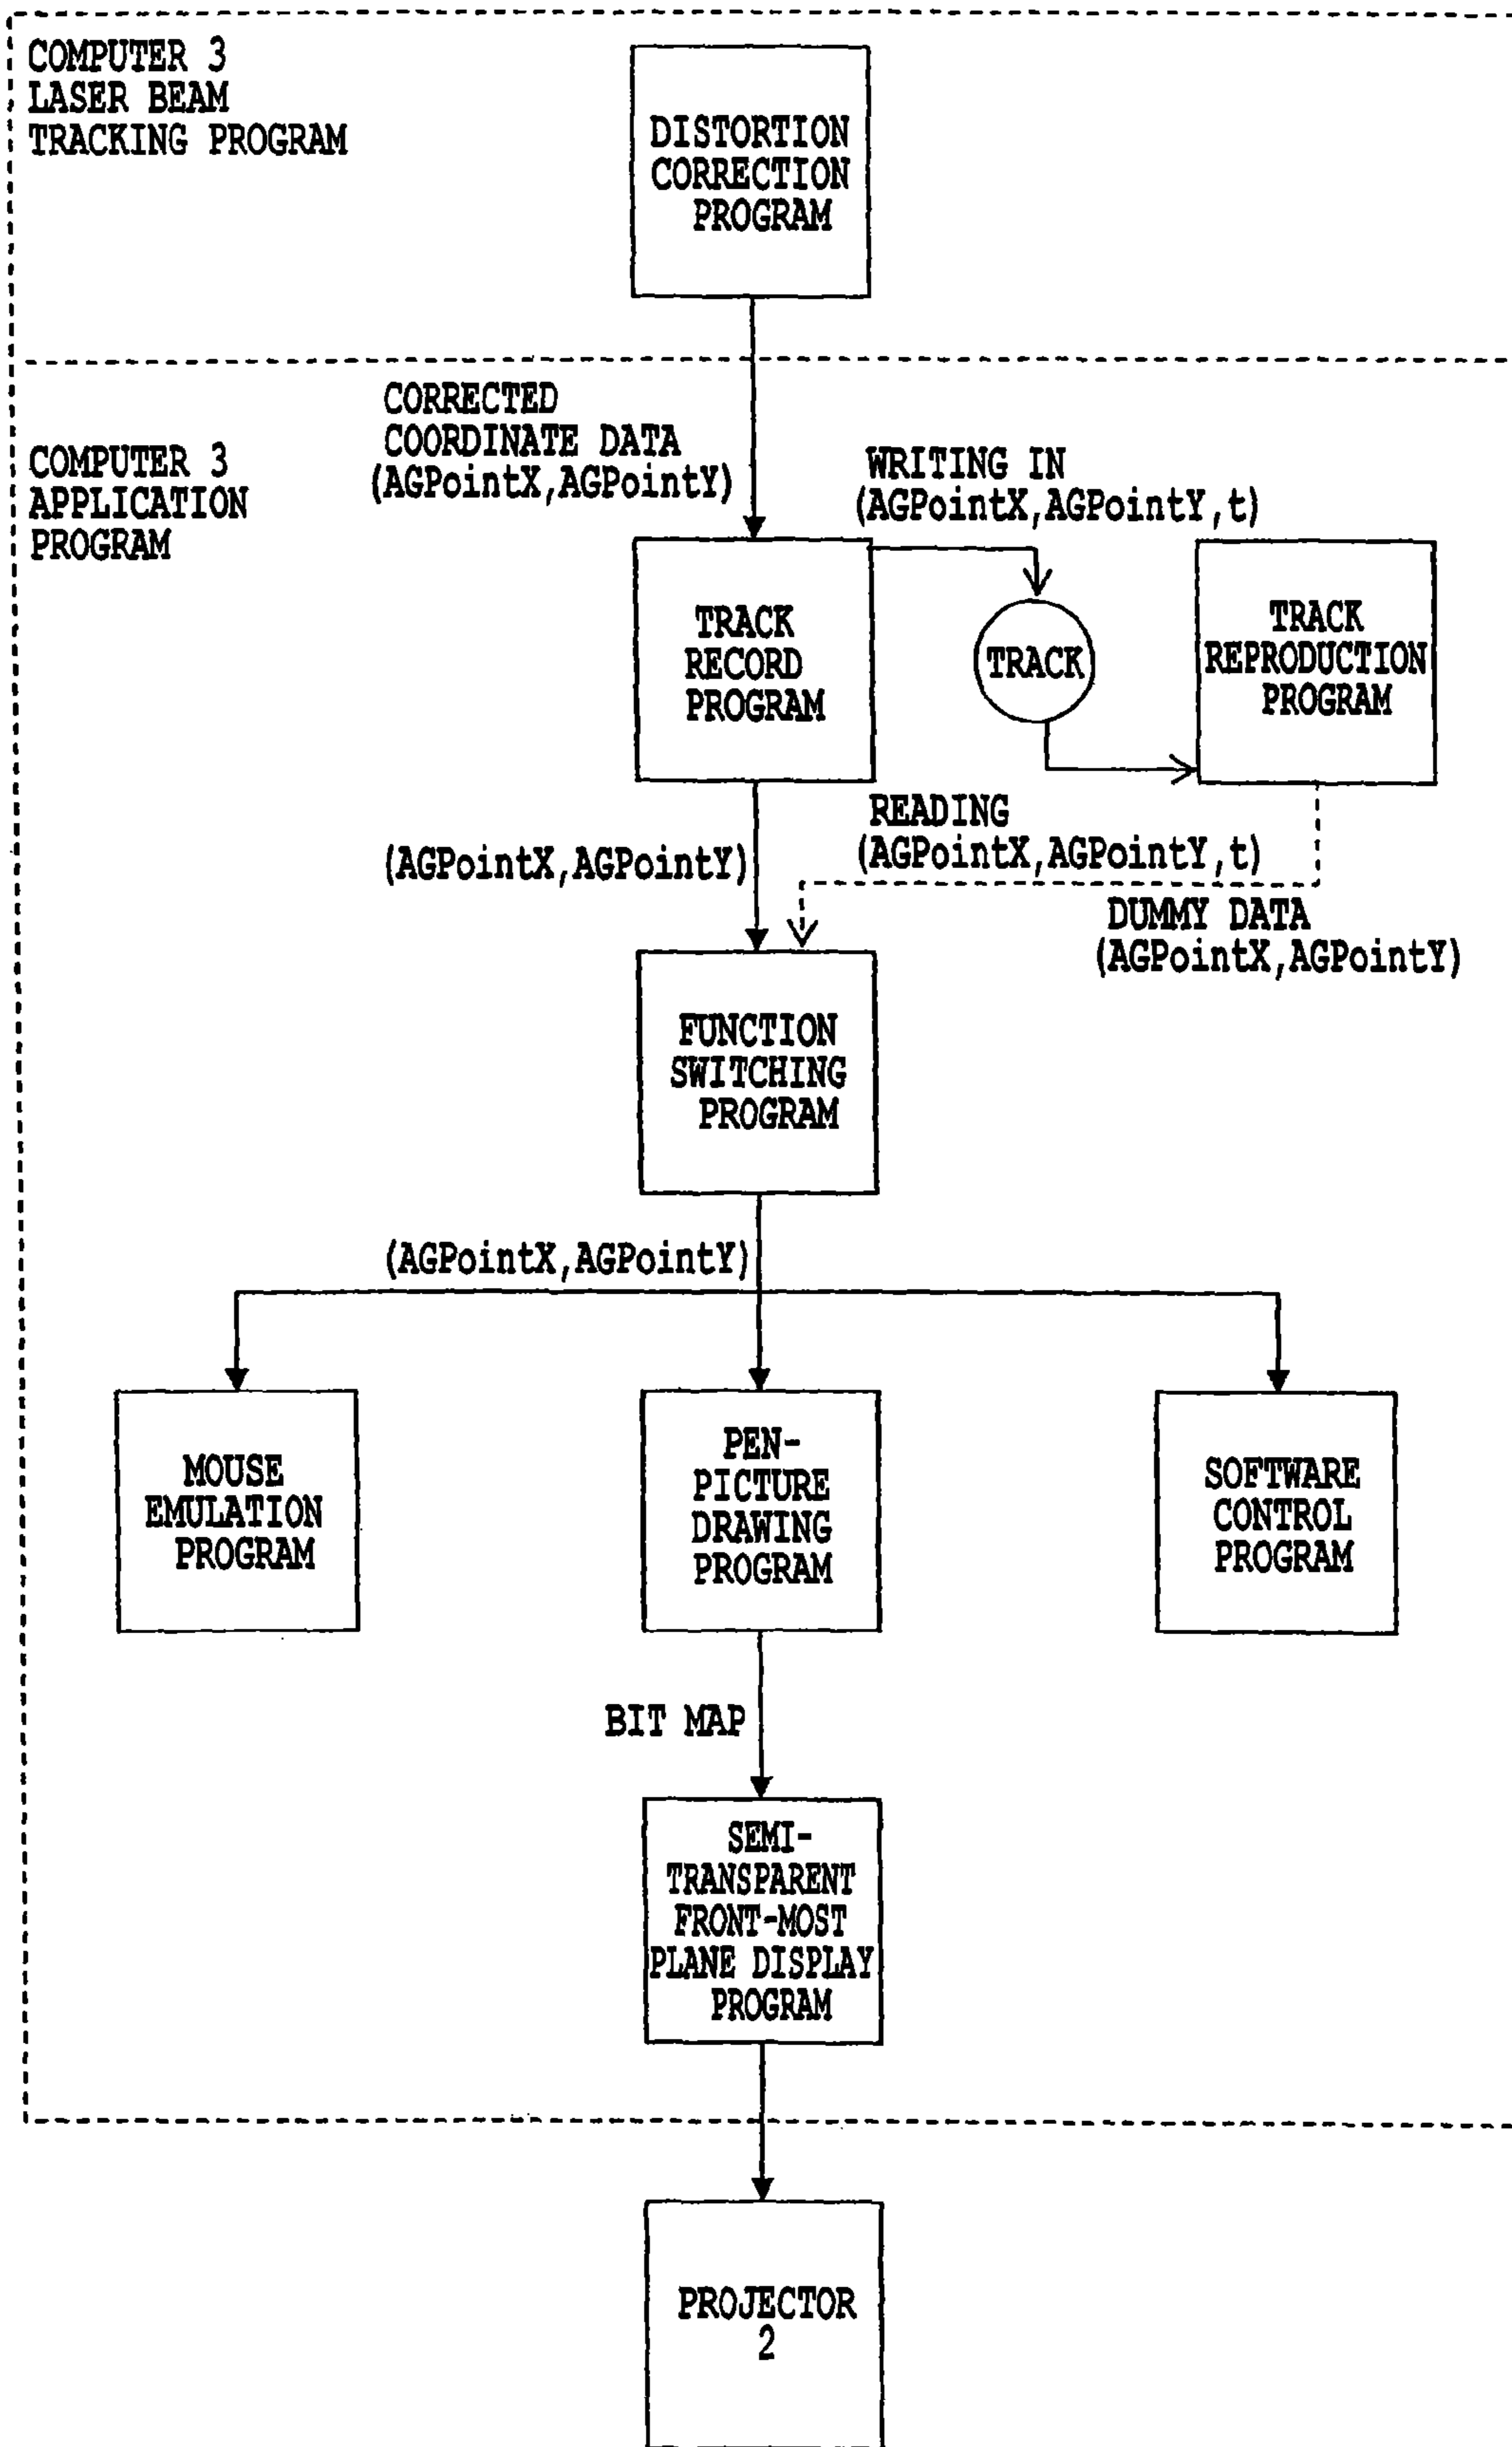 COMPUTER 3
LASER BEAM
TRACKING PROGRAM
DISTORTION
CORRECTION
PROGRAM
CORRECTED
COORDINATE DATA
(AGPointX,AGPointY)
COMPUTER 3
APPLICATION
PROGRAM
WRITING IN
(AGPointX,AGPointY,t)
TRACK
RECORD
PROGRAM
TRACK
TRACK
REPRODUCTION
PROGRAM
READING
(AGPointX,AGPointY,t)
(AGPointX,AGPointY)
DUMMY DATA
(AGPointX,AGPointY)
FUNCTION
SWITCHING
PROGRAM
(AGPointX,AGPointY)
MOUSE
EMULATION
PROGRAM
PEN-
PICTURE
DRAWING
PROGRAM
SOFTWARE
CONTROL
PROGRAM
BIT MAP
SEMI-
TRANSPARENT
FRONT-MOST
PLANE DISPLAY
PROGRAM
PROJECTOR
2